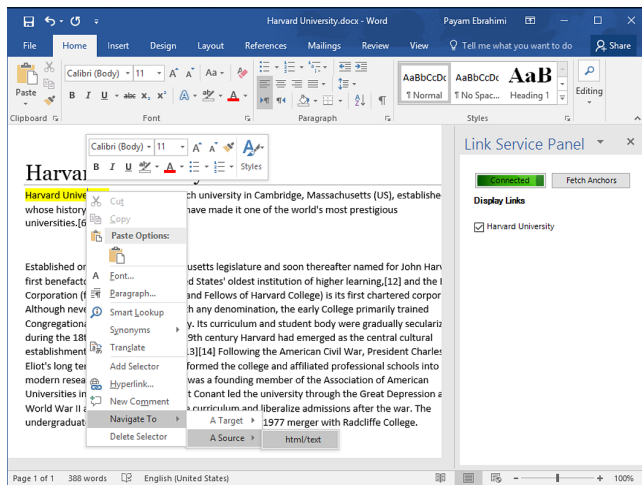 Harvard University.docx - Word
Payam Ebrahimi
File Home Insert Design Layout References Mailings Review View Tell me what you want to do Share
Paste
Calibri (Body) 11 A A Aa
B I U abc x, x² A A
AaBbCcDc AaBbCcDc AaB
¶ Normal ¶ No Spac... Heading 1
Editing
Clipboard Font Paragraph Styles
Calibri (Body) 11 A A
B I U A Styles
Harva
Harvard Unive ch university in Cambridge, Massachusetts (US), establishe
whose history have made it one of the world's most prestigious
universities.[6
Established or usetts legislature and soon thereafter named for John Harv
first benefacto d States' oldest institution of higher learning,[12] and the
Corporation (f and Fellows of Harvard College) is its first chartered corpor
Although neve h any denomination, the early College primarily trained
Congregationa y. Its curriculum and student body were gradually seculariz
during the 18t 9th century Harvard had emerged as the central cultural
establishment 13][14] Following the American Civil War, President Charles
Eliot's long ter formed the college and affiliated professional schools into
modern resea was a founding member of the Association of American
Universities in t Conant led the university through the Great Depression a
World War II a curriculum and liberalize admissions after the war. The
undergraduat 1977 merger with Radcliffe College.
Cut
Copy
Paste Options:
Font...
Paragraph...
Smart Lookup
Synonyms
Translate
Add Selector
Hyperlink...
New Comment
Navigate To
Delete Selector
A Target
A Source
html/text
Link Service Panel
Connected Fetch Anchors
Display Links
Harvard University
Page 1 of 1 388 words English (United States) 100%